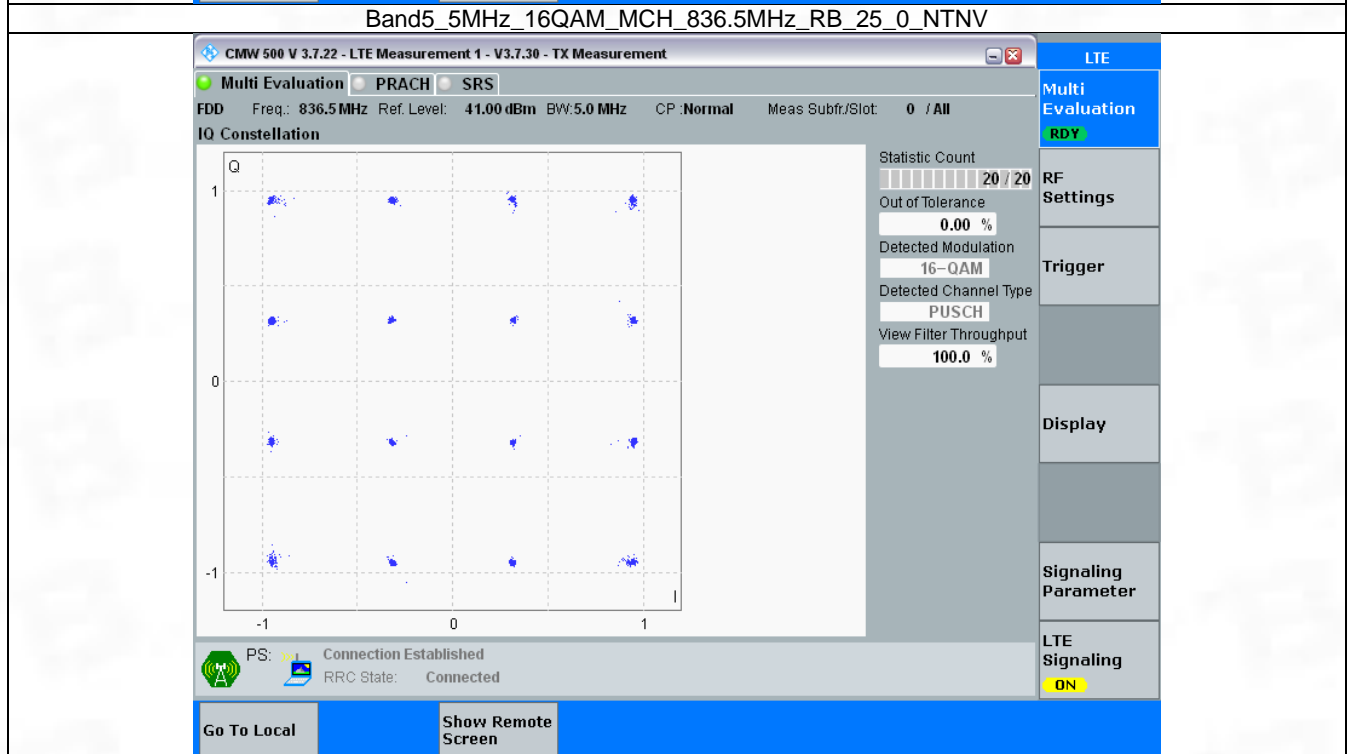 Band5_5MHz_16QAM_MCH_836.5MHz_RB_25_0_NTNV
CMW 500 V 3.7.22 - LTE Measurement 1 - V3.7.30 - TX Measurement
LTE
Multi Evaluation PRACH SRS
Multi
Evaluation
RDY
FDD Freq.: 836.5 MHz Ref. Level: 41.00 dBm BW:5.0 MHz CP :Normal Meas Subfr./Slot: 0 / All
IQ Constellation
Q
1
0
-1
I
-1 0 1
Statistic Count
20 / 20
Out of Tolerance
0.00 %
Detected Modulation
16-QAM
Detected Channel Type
PUSCH
View Filter Throughput
100.0 %
RF
Settings
Trigger
Display
Signaling
Parameter
LTE
Signaling
ON
PS: Connection Established
RRC State: Connected
Go To Local
Show Remote
Screen